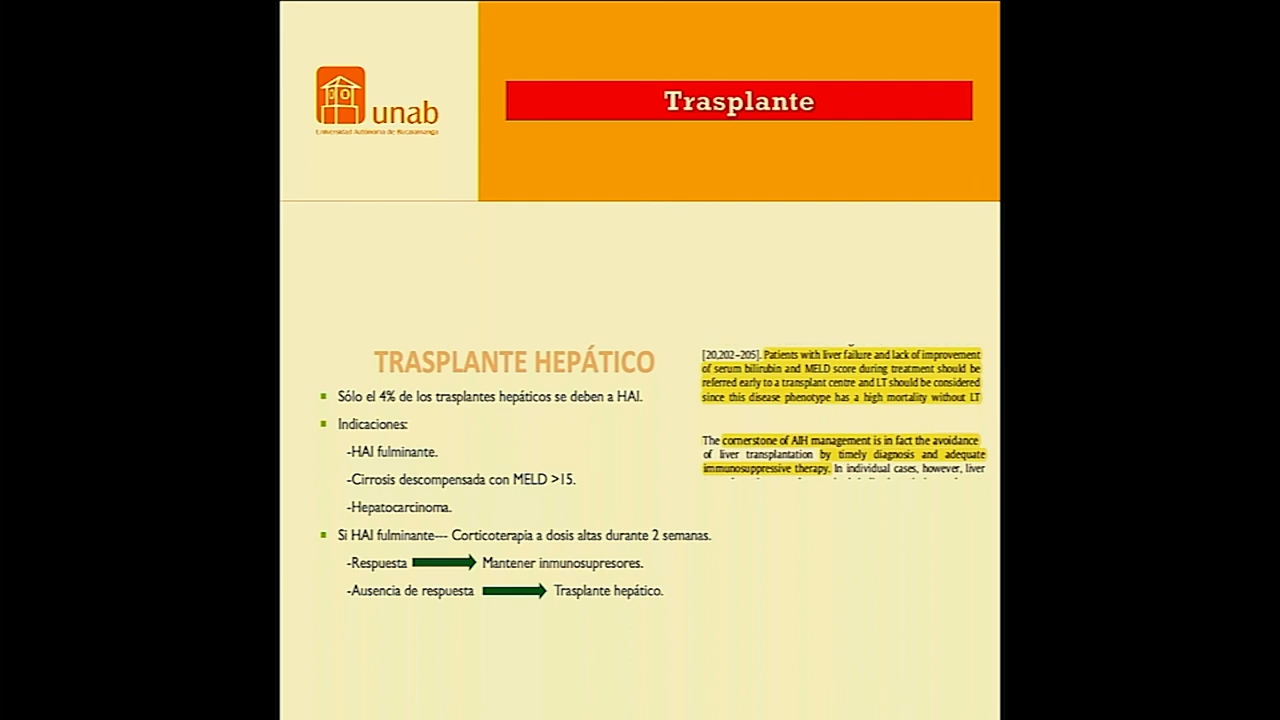 unab
Universidad Autónoma de Bucaramanga
Trasplante
TRASPLANTE HEPÁTICO
Sólo el 4% de los trasplantes hepáticos se deben a HAI.
Indicaciones:
-HAI fulminante.
-Cirrosis descompensada con MELD >15.
-Hepatocarcinoma.
Si HAI fulminante--- Corticoterapia a dosis altas durante 2 semanas.
-Respuesta Mantener inmunosupresores.
-Ausencia de respuesta Trasplante hepático.
[20,202–205]. Patients with liver failure and lack of improvement
of serum bilirubin and MELD score during treatment should be
referred early to a transplant centre and LT should be considered
since this disease phenotype has a high mortality without LT
The cornerstone of AIH management is in fact the avoidance
of liver transplantation by timely diagnosis and adequate
immunosuppressive therapy. In individual cases, however, liver